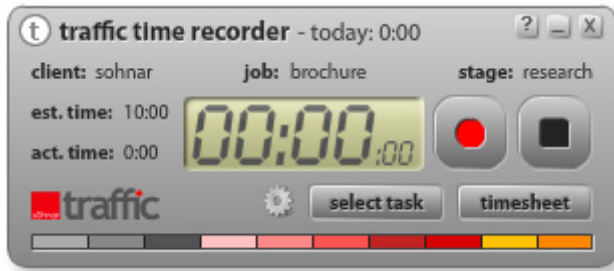 t traffic time recorder - today: 0:00 ? _ X
client: sohnar job: brochure stage: research
est. time: 10:00
00:00:00
act. time: 0:00
sohnar traffic select task timesheet